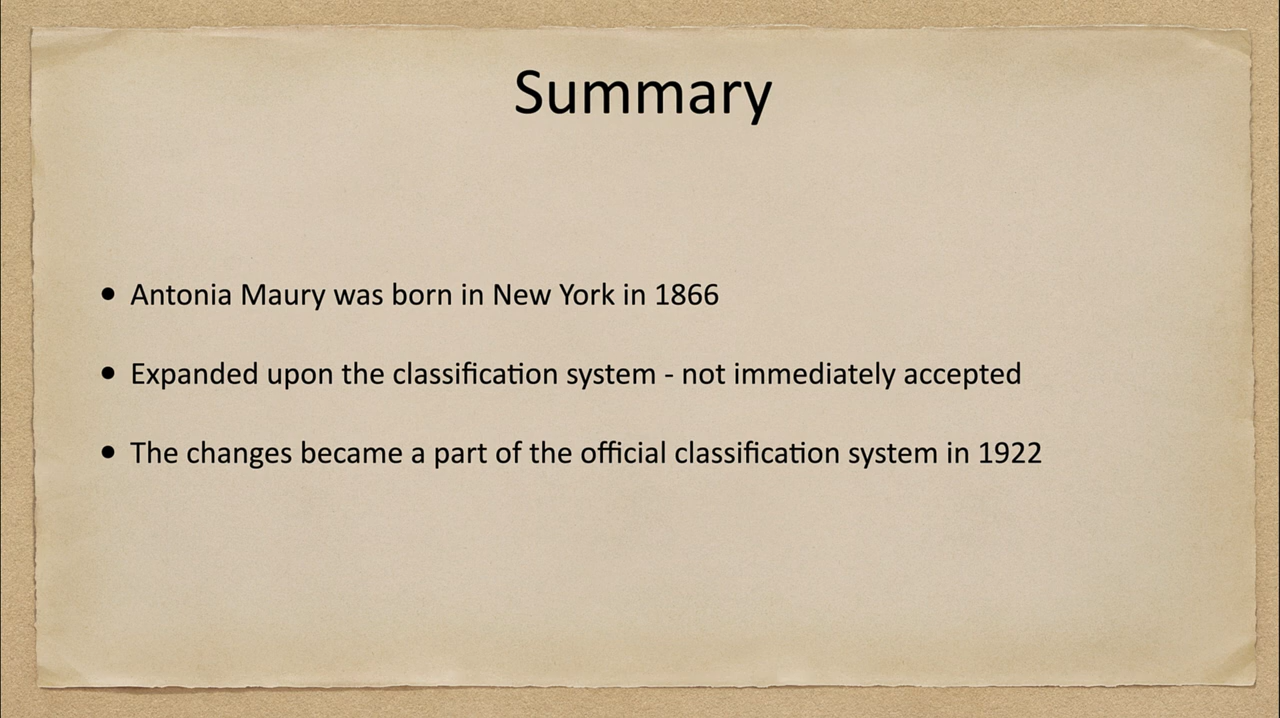 Summary
• Antonia Maury was born in New York in 1866
• Expanded upon the classification system - not immediately accepted
• The changes became a part of the official classification system in 1922